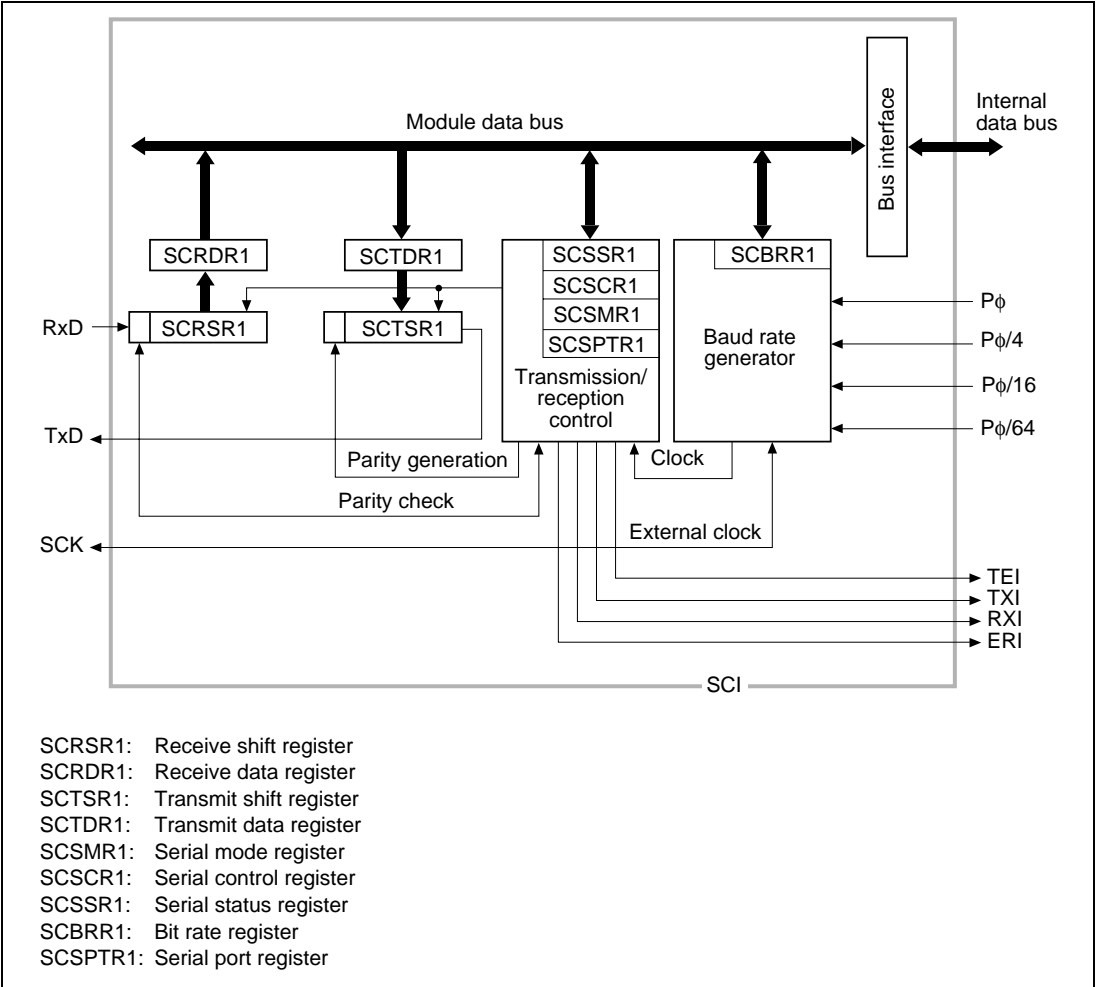 Module data bus
Bus interface
Internal
data bus
SCRDR1
SCTDR1
SCSSR1
SCSCR1
SCSMR1
SCSPTR1
Transmission/
reception
control
SCBRR1
Baud rate
generator
RxD
SCRSR1
SCTSR1
Pϕ
Pϕ/4
Pϕ/16
Pϕ/64
TxD
Parity generation
Clock
Parity check
SCK
External clock
TEI
TXI
RXI
ERI
SCI
SCRSR1: Receive shift register
SCRDR1: Receive data register
SCTSR1: Transmit shift register
SCTDR1: Transmit data register
SCSMR1: Serial mode register
SCSCR1: Serial control register
SCSSR1: Serial status register
SCBRR1: Bit rate register
SCSPTR1: Serial port register